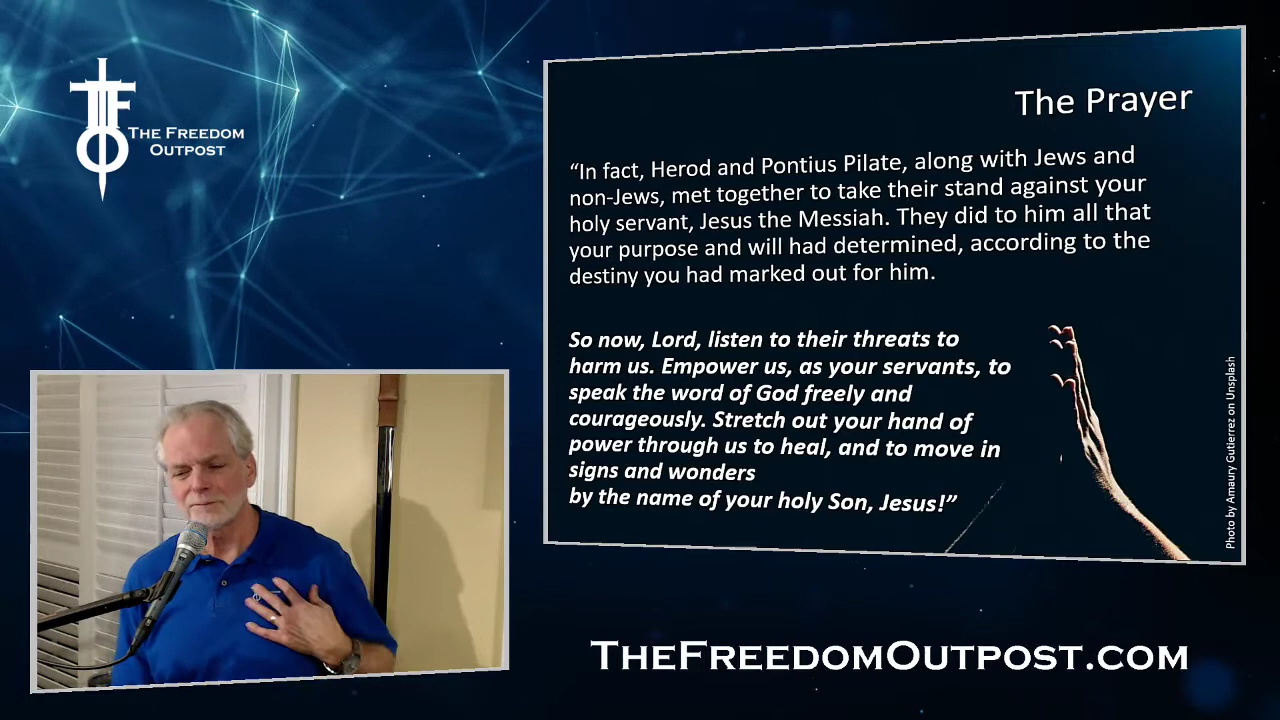 The Freedom
Outpost
The Prayer
“In fact, Herod and Pontius Pilate, along with Jews and
non-Jews, met together to take their stand against your
holy servant, Jesus the Messiah. They did to him all that
your purpose and will had determined, according to the
destiny you had marked out for him.
So now, Lord, listen to their threats to
harm us. Empower us, as your servants, to
speak the word of God freely and
courageously. Stretch out your hand of
power through us to heal, and to move in
signs and wonders
by the name of your holy Son, Jesus!”
Photo by Amaury Gutierrez on Unsplash
TheFreedomOutpost.com